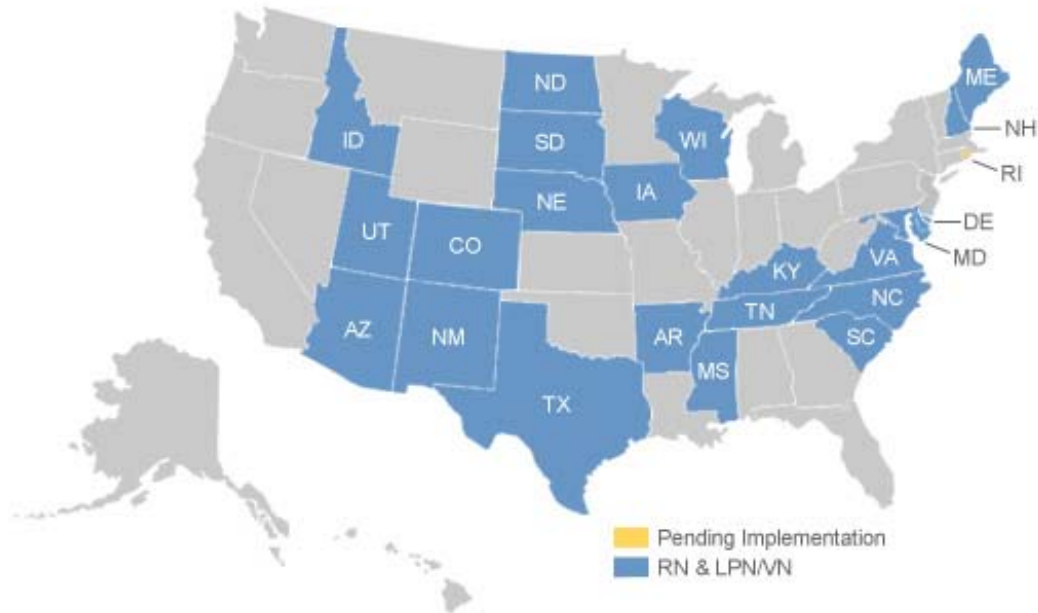 ND
ME
ID
SD
WI
NH
RI
NE
IA
UT
CO
DE
KY
VA
MD
TN
NC
AZ
NM
AR
SC
MS
TX
Pending Implementation
RN & LPN/VN